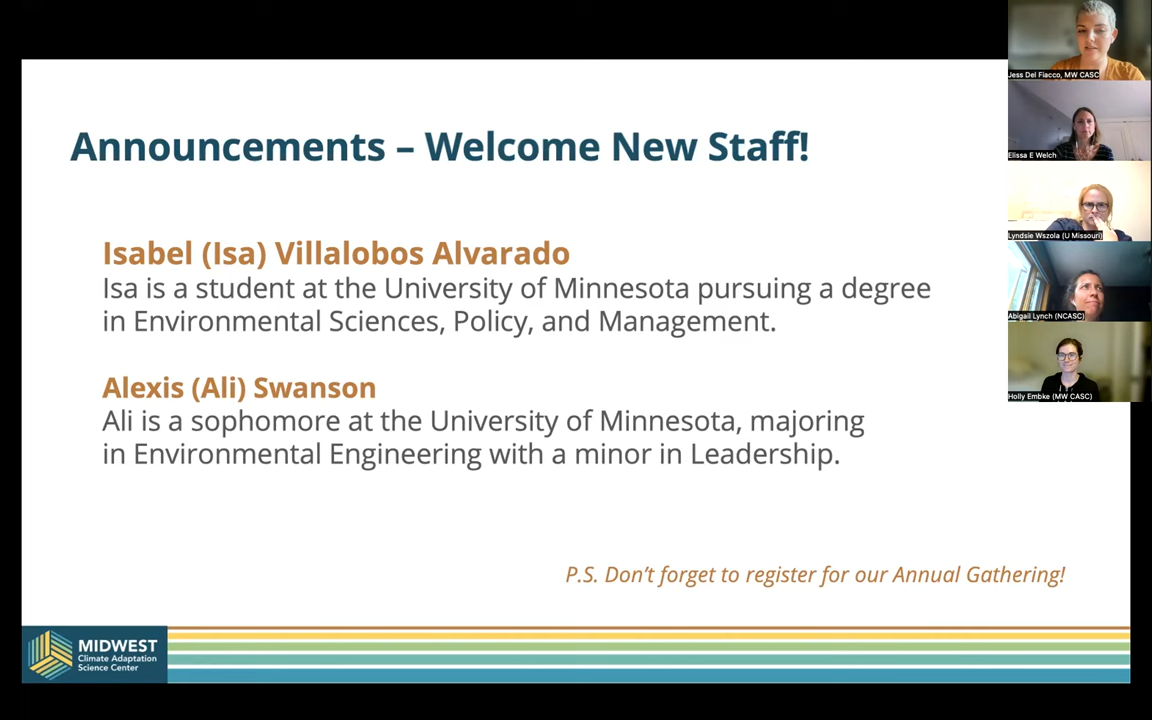 Announcements – Welcome New Staff!
Isabel (Isa) Villalobos Alvarado
Isa is a student at the University of Minnesota pursuing a degree
in Environmental Sciences, Policy, and Management.
Alexis (Ali) Swanson
Ali is a sophomore at the University of Minnesota, majoring
in Environmental Engineering with a minor in Leadership.
P.S. Don't forget to register for our Annual Gathering!
MIDWEST
Climate Adaptation
Science Center
Jess Del Fiacco, MW CASC
Elissa E Welch
Lyndsie Wszola (U Missouri)
Abigail Lynch (NCASC)
Holly Embke (MW CASC)